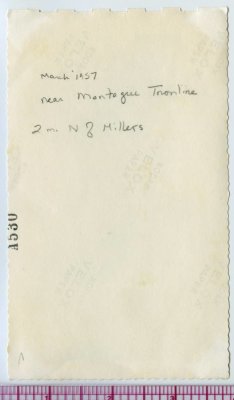 March 1957
near Montague Townline
2 m. N of Millers
A530